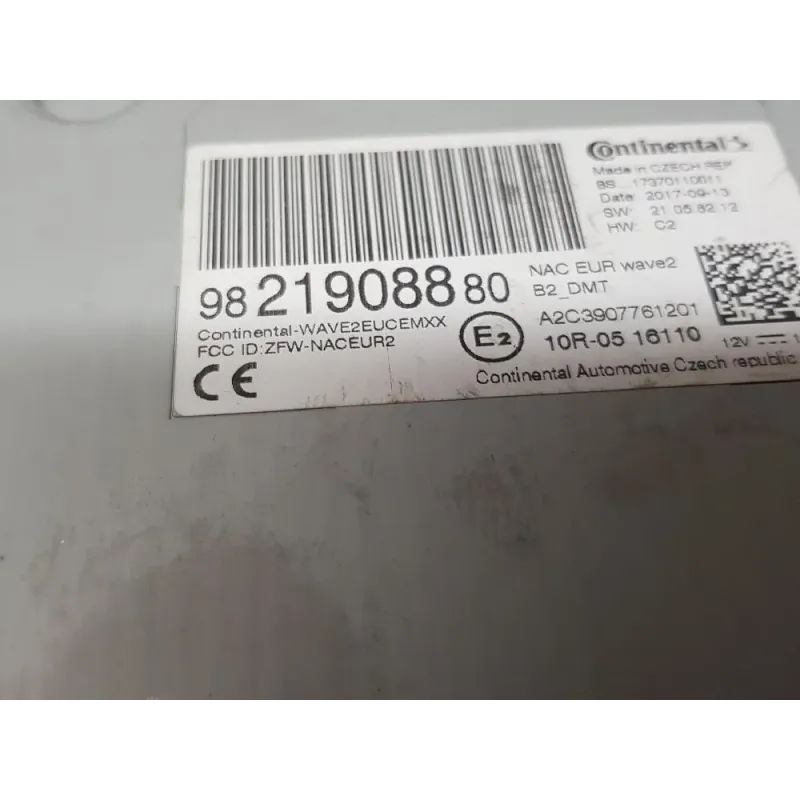 Continental
Made in CZECH REP
BS 17370110011
Date: 2017-09-13
SW: 21.05.82.12
HW: C2
98 219088 80
NAC EUR wave2
B2_DMT
Continental-WAVE2EUCEMXX
FCC ID:ZFW-NACEUR2
E2
A2C3907761201
10R-05 16110
12V
CE
Continental Automotive Czech republic